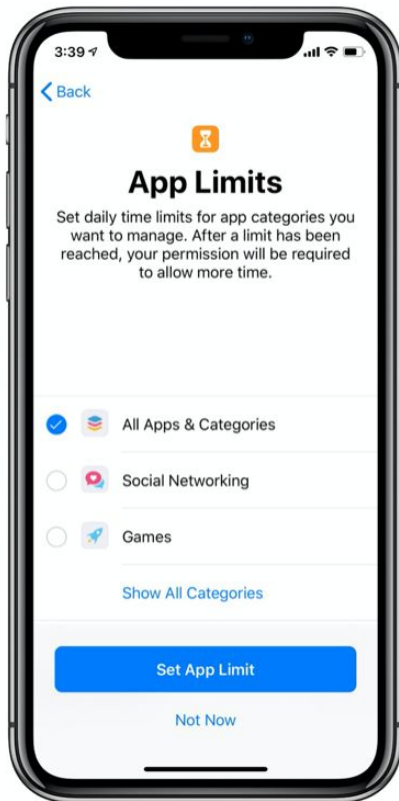 3:39
Back
App Limits
Set daily time limits for app categories you
want to manage. After a limit has been
reached, your permission will be required
to allow more time.
All Apps & Categories
Social Networking
Games
Show All Categories
Set App Limit
Not Now